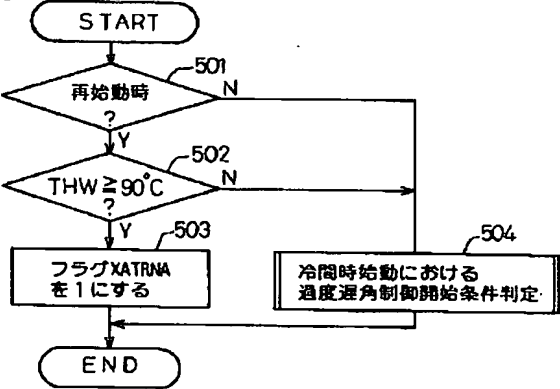 START
501
再始動時
?
N
Y
502
THW≧90℃
?
N
Y
503
フラグXATRNA
を1にする
504
冷間時始動における
過度遅角制御開始条件判定
END